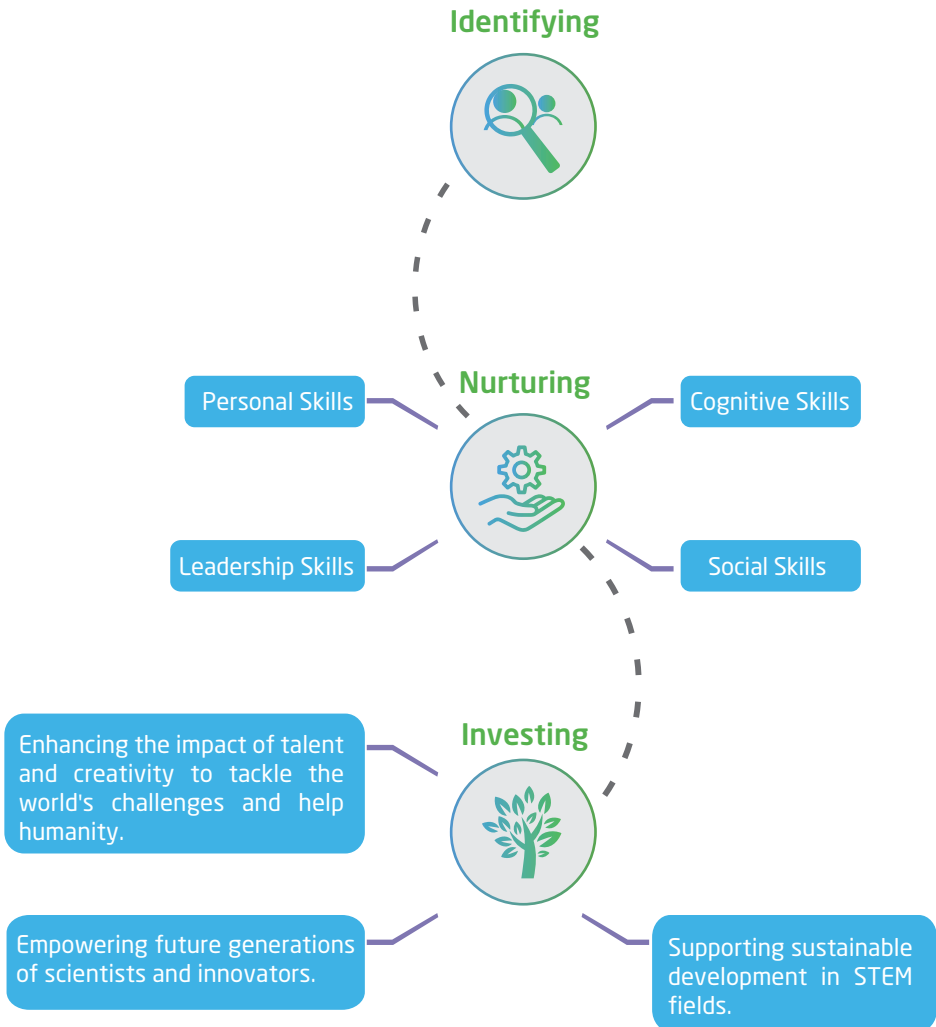 Identifying
Nurturing
Personal Skills
Cognitive Skills
Leadership Skills
Social Skills
Investing
Enhancing the impact of talent
and creativity to tackle the
world's challenges and help
humanity.
Empowering future generations
of scientists and innovators.
Supporting sustainable
development in STEM
fields.